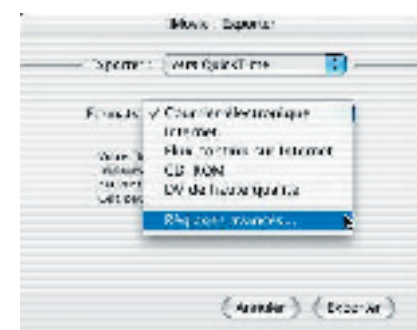 iMovie : Exporter
Exporter : vers QuickTime
Formats : ✓ Courrier électronique
Internet
Flux continu sur Internet
CD-ROM
DV de haute qualité
Réglages avancés...
Annuler Exporter